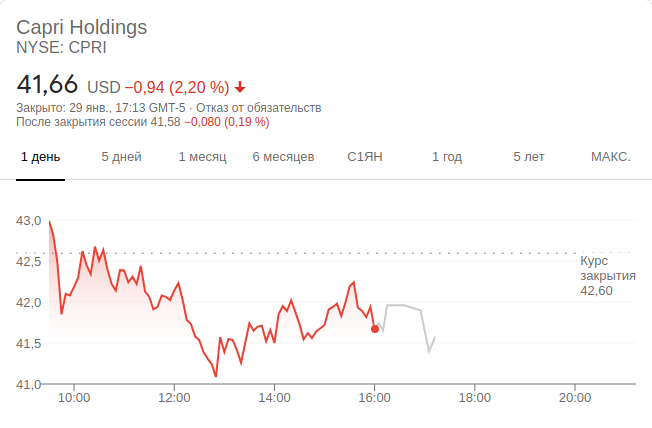 Capri Holdings
NYSE: CPRI
41,66 USD −0,94 (2,20 %)
Закрыто: 29 янв., 17:13 GMT-5 · Отказ от обязательств
После закрытия сессии 41,58 −0,080 (0,19 %)
1 день 5 дней 1 месяц 6 месяцев С1ЯН 1 год 5 лет МАКС.
43,0
42,5
42,0
41,5
41,0
Курс
закрытия
42,60
10:00 12:00 14:00 16:00 18:00 20:00